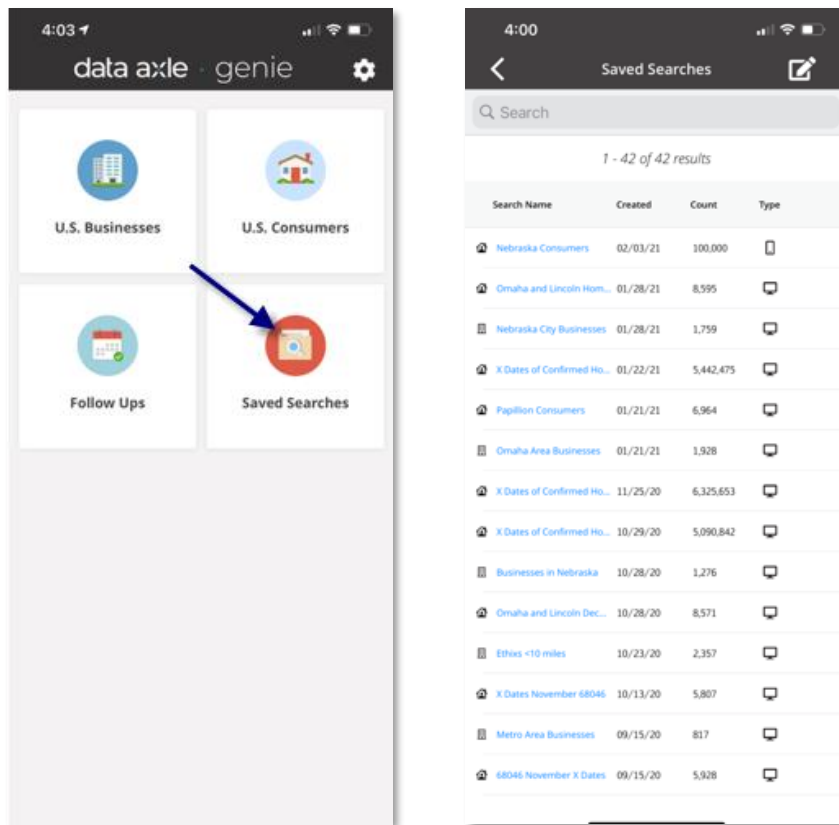 4:03
data axle genie
U.S. Businesses
U.S. Consumers
Follow Ups
Saved Searches
4:00
Saved Searches
Search
1 - 42 of 42 results
Search Name Created Count Type
Nebraska Consumers 02/03/21 100,000
Omaha and Lincoln Hom... 01/28/21 8,595
Nebraska City Businesses 01/28/21 1,759
X Dates of Confirmed Ho... 01/22/21 5,442,475
Papillion Consumers 01/21/21 6,964
Omaha Area Businesses 01/21/21 1,928
X Dates of Confirmed Ho... 11/25/20 6,325,653
X Dates of Confirmed Ho... 10/29/20 5,090,842
Businesses in Nebraska 10/28/20 1,276
Omaha and Lincoln Dec... 10/28/20 8,571
Ethixs <10 miles 10/23/20 2,357
X Dates November 68046 10/13/20 5,807
Metro Area Businesses 09/15/20 817
68046 November X Dates 09/15/20 5,928